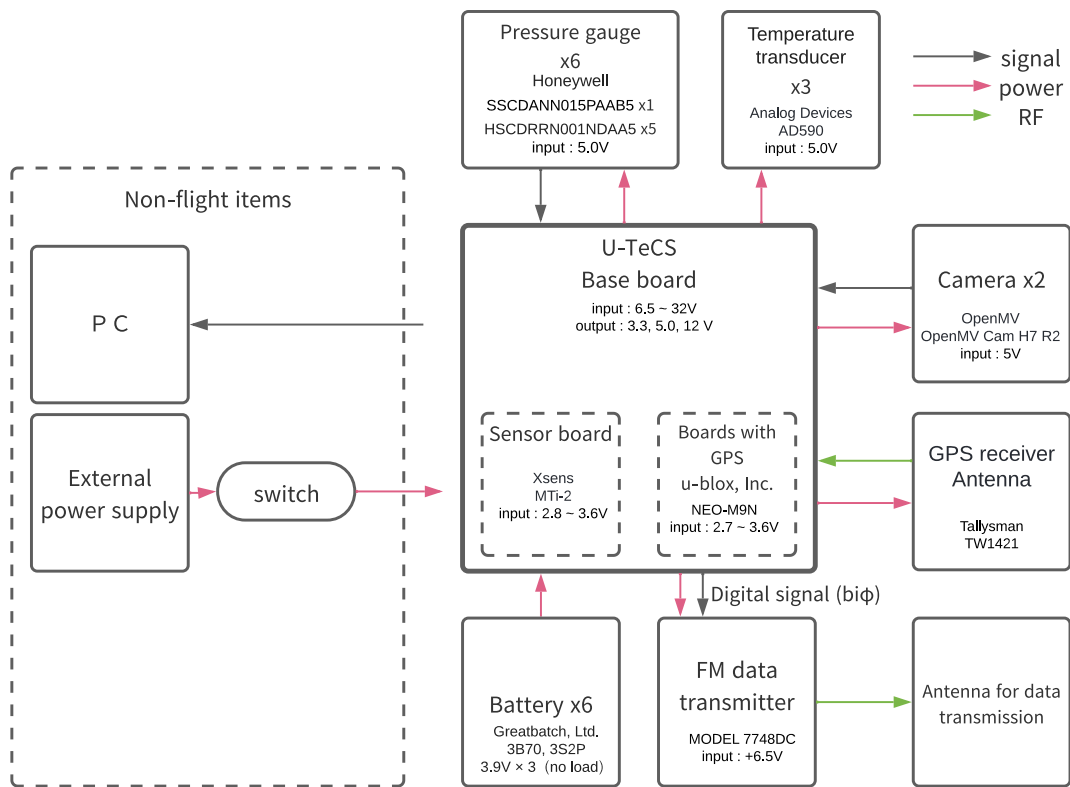 Pressure gauge
x6
Honeywell
SSCDANN015PAAB5 x1
HSCDRRN001NDAA5 x5
input : 5.0V
Temperature
transducer
x3
Analog Devices
AD590
input : 5.0V
signal
power
RF
Non-flight items
P C
External
power supply
switch
U-TeCS
Base board
input : 6.5 ~ 32V
output : 3.3, 5.0, 12 V
Sensor board
Xsens
MTi-2
input : 2.8 ~ 3.6V
Boards with
GPS
u-blox, Inc.
NEO-M9N
input : 2.7 ~ 3.6V
Camera x2
OpenMV
OpenMV Cam H7 R2
input : 5V
GPS receiver
Antenna
Tallysman
TW1421
Digital signal (biφ)
Battery x6
Greatbatch, Ltd.
3B70, 3S2P
3.9V × 3（no load）
FM data
transmitter
MODEL 7748DC
input : +6.5V
Antenna for data
transmission